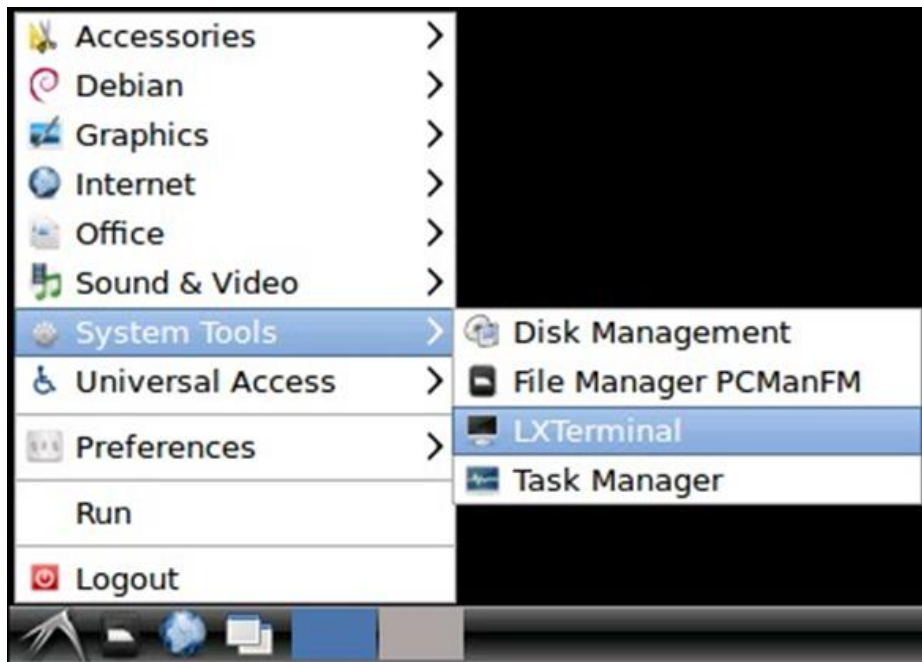 Accessories
Debian
Graphics
Internet
Office
Sound & Video
System Tools
Universal Access
Preferences
Run
Logout
Disk Management
File Manager PCManFM
LXTerminal
Task Manager